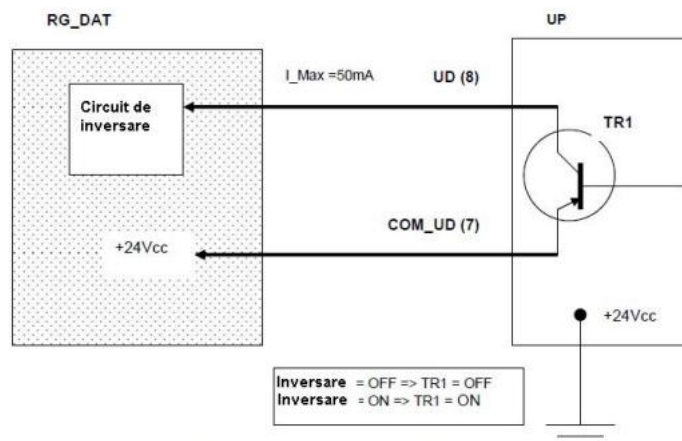 RG_DAT
UP
I_Max =50mA
UD (8)
Circuit de
inversare
TR1
COM_UD (7)
+24Vcc
+24Vcc
Inversare = OFF => TR1 = OFF
Inversare = ON => TR1 = ON